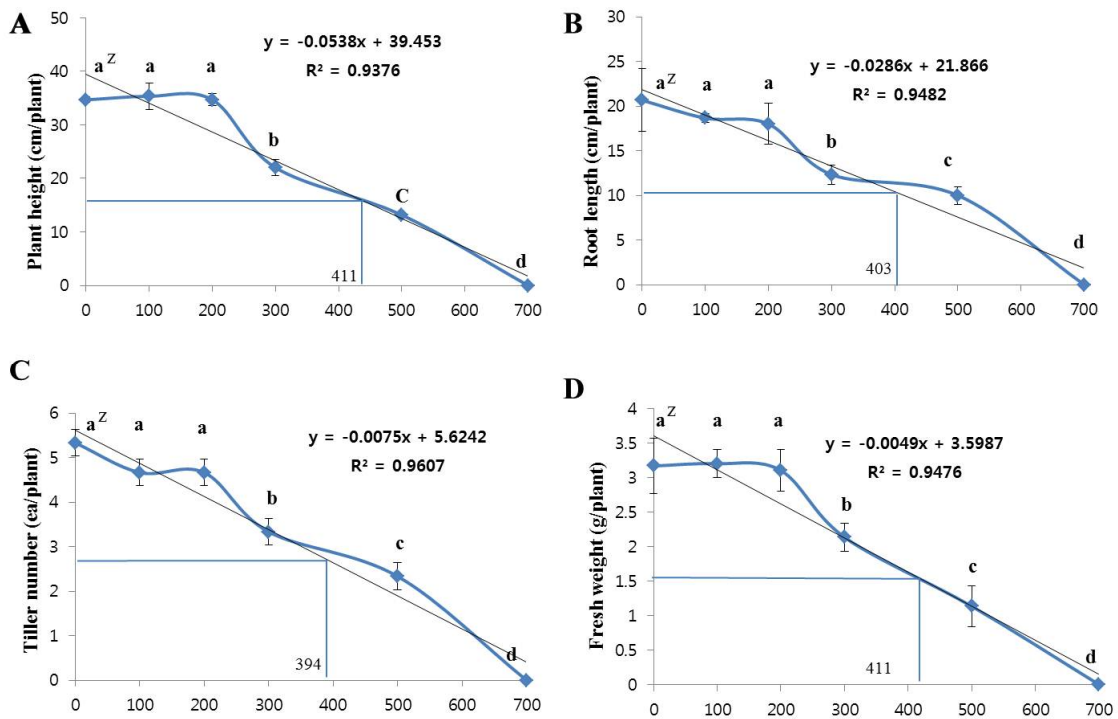 A
Plant height (cm/plant)
50
40
30
20
10
0
a z
a
a
b
C
d
y = -0.0538x + 39.453
R² = 0.9376
411
0 100 200 300 400 500 600 700
B
Root length (cm/plant)
30
25
20
15
10
5
0
a z
a
a
b
c
d
y = -0.0286x + 21.866
R² = 0.9482
403
0 100 200 300 400 500 600 700
C
Tiller number (ea/plant)
6
5
4
3
2
1
0
a z
a
a
b
c
d
y = -0.0075x + 5.6242
R² = 0.9607
394
0 100 200 300 400 500 600 700
D
Fresh weight (g/plant)
4
3.5
3
2.5
2
1.5
1
0.5
0
a z
a
a
b
c
d
y = -0.0049x + 3.5987
R² = 0.9476
411
0 100 200 300 400 500 600 700